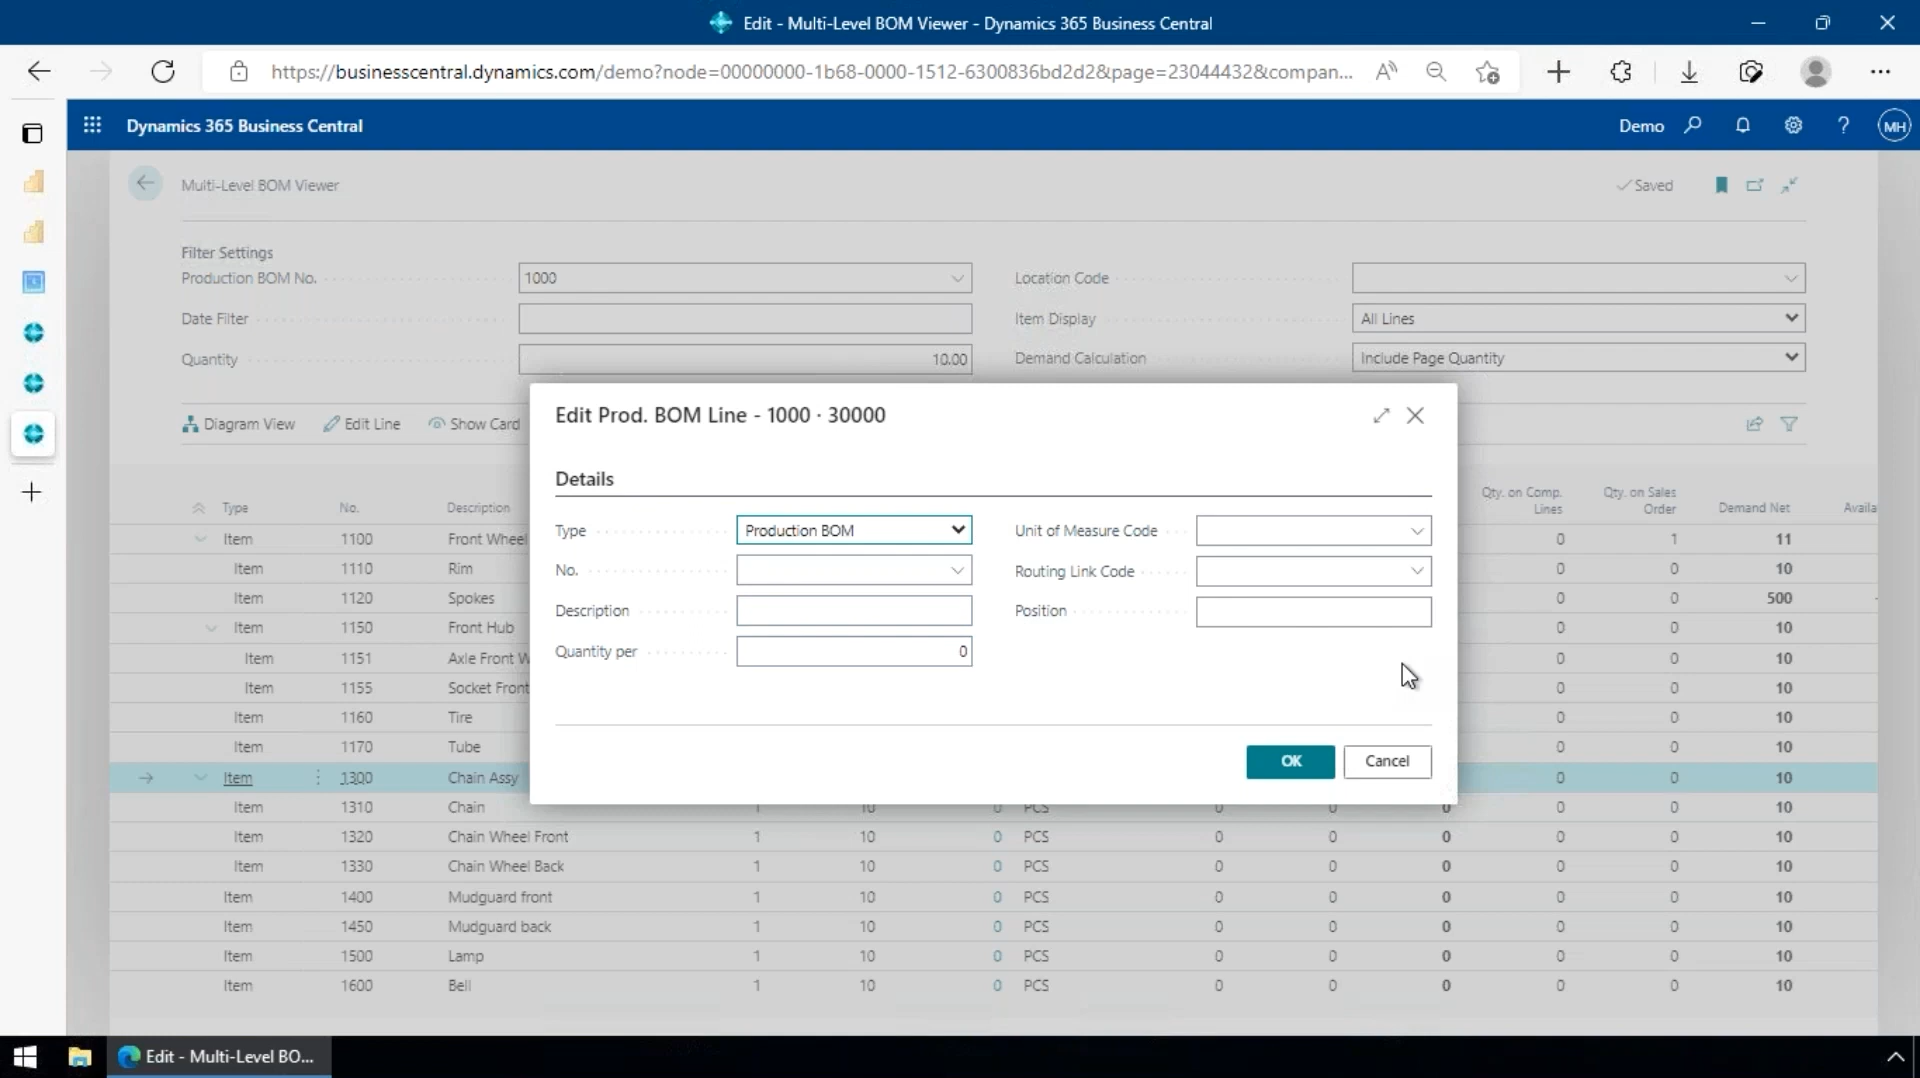 Edit - Multi-Level BOM Viewer - Dynamics 365 Business Central
https://businesscentral.dynamics.com/demo?node=00000000-1b68-0000-1512-6300836bd2d2&page=23044432&compan...
Dynamics 365 Business Central
Demo
MH
Multi-Level BOM Viewer
Saved
Filter Settings
Production BOM No. 1000 Location Code
Date Filter Item Display All Lines
Quantity 10.00 Demand Calculation Include Page Quantity
Diagram View Edit Line Show Card
Edit Prod. BOM Line - 1000 · 30000
Details
Type Production BOM Unit of Measure Code
No. Routing Link Code
Description Position
Quantity per 0
OK Cancel
Type No. Description Qty. on Comp. Lines Qty. on Sales Order Demand Net Availa
Item 1100 Front Wheel 0 1 11
Item 1110 Rim 0 0 10
Item 1120 Spokes 0 0 500
Item 1150 Front Hub 0 0 10
Item 1151 Axle Front W 0 0 10
Item 1155 Socket Front 0 0 10
Item 1160 Tire 0 0 10
Item 1170 Tube 0 0 10
Item 1300 Chain Assy 0 0 10
Item 1310 Chain 1 10 0 PCS 0 0 0 0 0 10
Item 1320 Chain Wheel Front 1 10 0 PCS 0 0 0 0 0 10
Item 1330 Chain Wheel Back 1 10 0 PCS 0 0 0 0 0 10
Item 1400 Mudguard front 1 10 0 PCS 0 0 0 0 0 10
Item 1450 Mudguard back 1 10 0 PCS 0 0 0 0 0 10
Item 1500 Lamp 1 10 0 PCS 0 0 0 0 0 10
Item 1600 Bell 1 10 0 PCS 0 0 0 0 0 10
Edit - Multi-Level BO...